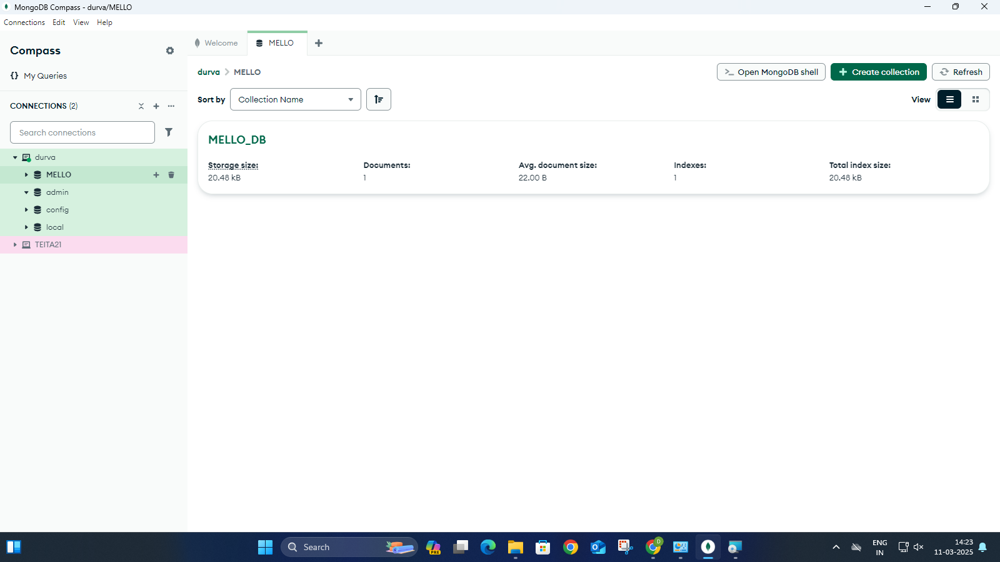 MongoDB Compass - durva/MELLO
Connections Edit View Help
Compass
{} My Queries
CONNECTIONS (2)
Search connections
durva
MELLO
admin
config
local
TEITA21
Welcome
MELLO
durva > MELLO
>_ Open MongoDB shell
+ Create collection
Refresh
Sort by Collection Name
View
MELLO_DB
Storage size: Documents: Avg. document size: Indexes: Total index size:
20.48 kB 1 22.00 B 1 20.48 kB
Search
PRE
D
ENG
IN
14:23
11-03-2025